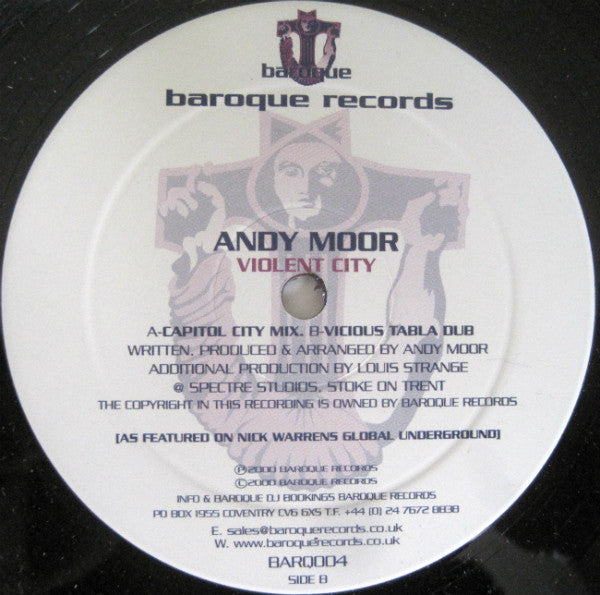 baroque
baroque records
ANDY MOOR
VIOLENT CITY
A-CAPITOL CITY MIX. B-VICIOUS TABLA DUB
WRITTEN, PRODUCED & ARRANGED BY ANDY MOOR
ADDITIONAL PRODUCTION BY LOUIS STRANGE
@ SPECTRE STUDIOS, STOKE ON TRENT
THE COPYRIGHT IN THIS RECORDING IS OWNED BY BAROQUE RECORDS
[AS FEATURED ON NICK WARRENS GLOBAL UNDERGROUND]
℗2000 BAROQUE RECORDS
©2000 BAROQUE RECORDS
INFO & BAROQUE DJ BOOKINGS BAROQUE RECORDS
PO BOX 1955 COVENTRY CV6 6XS T.F. +44 (0) 24 7672 8838
E. sales@baroquerecords.co.uk
W. www.baroquerecords.co.uk
BARQ004
SIDE B